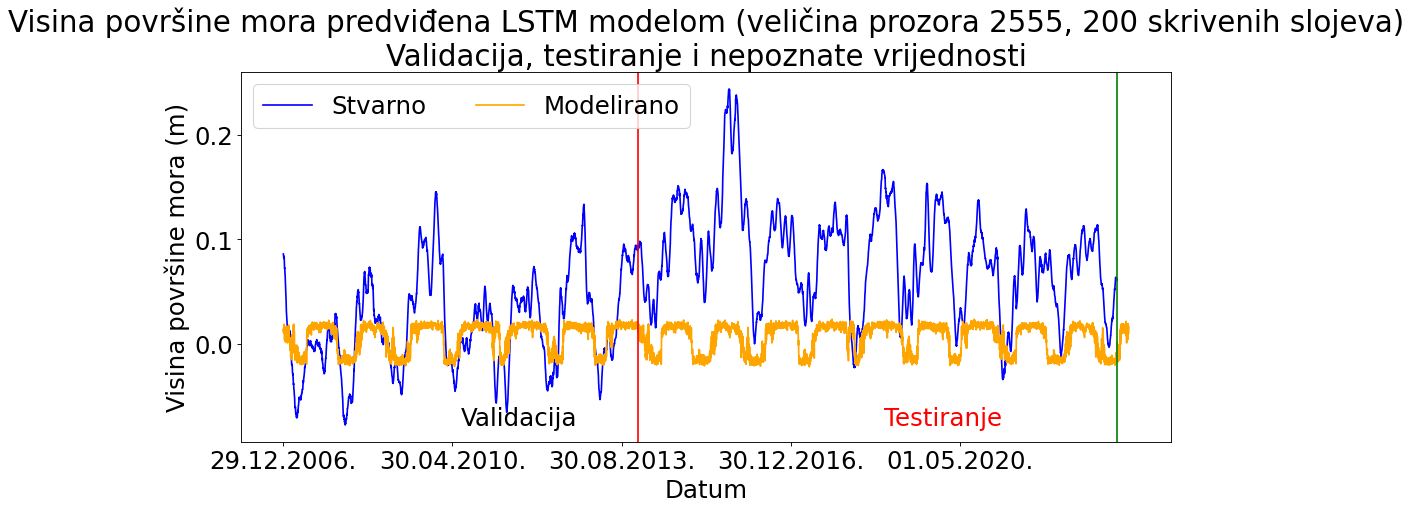 Visina površine mora predviđena LSTM modelom (veličina prozora 2555, 200 skrivenih slojeva)
Validacija, testiranje i nepoznate vrijednosti
Stvarno
Modelirano
Visina površine mora (m)
0.2
0.1
0.0
Validacija
Testiranje
29.12.2006.
30.04.2010.
30.08.2013.
30.12.2016.
01.05.2020.
Datum